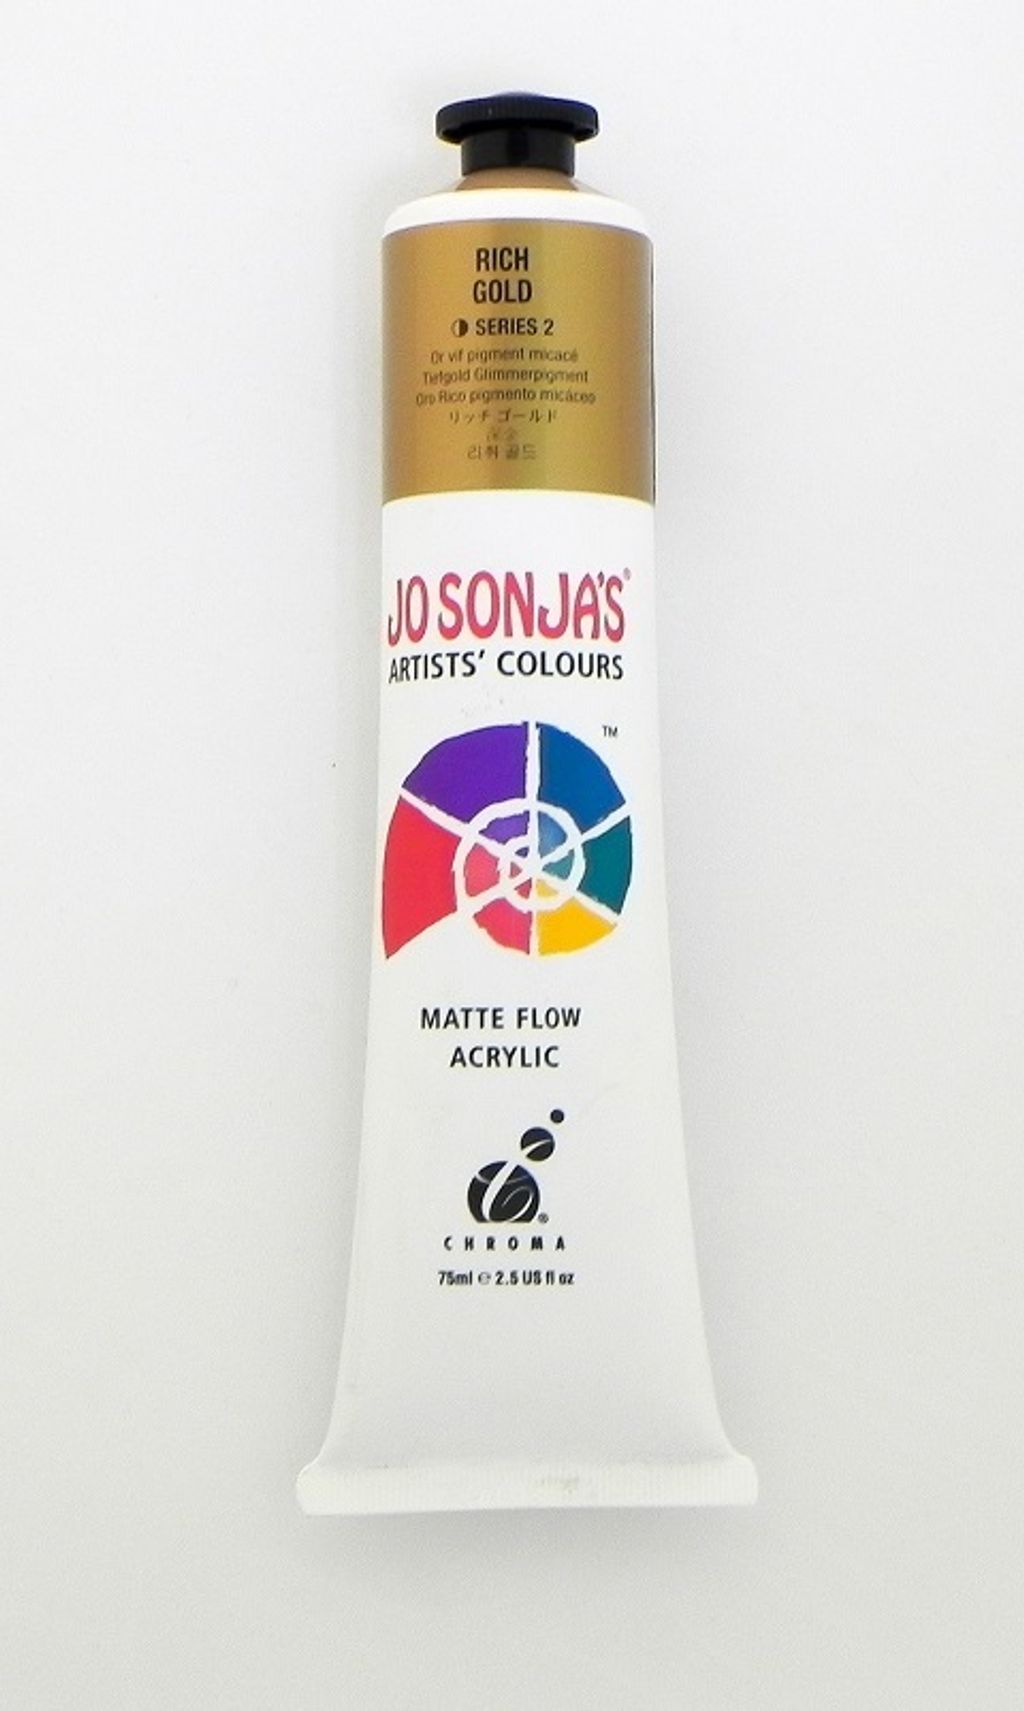 RICH
GOLD
SERIES 2
Or vif pigment micacé
Tiefgold Glimmerpigment
Oro Rico pigmento micáceo
リッチ ゴールド
리취 골드
JO SONJA'S®
ARTISTS' COLOURS
TM
MATTE FLOW
ACRYLIC
®
CHROMA
75ml ℮ 2.5 US fl oz